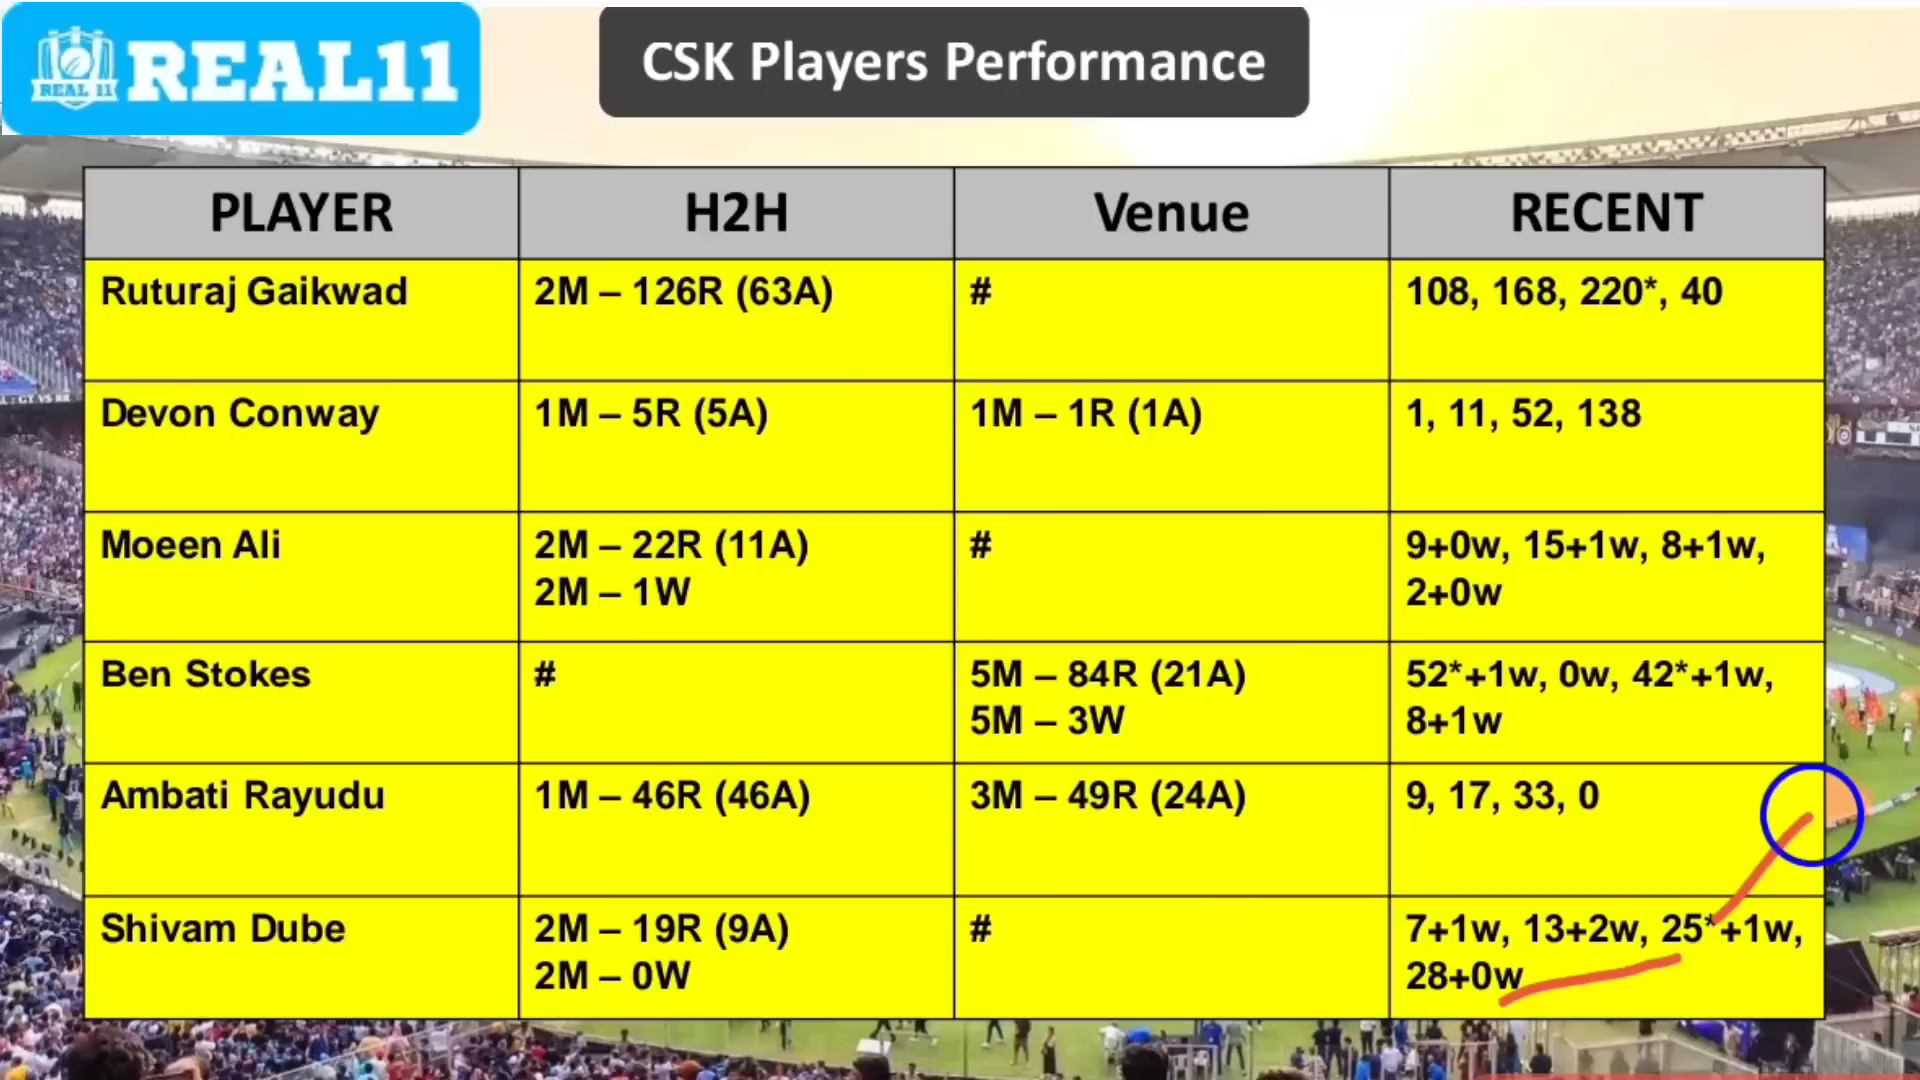 REAL 11
REAL11
CSK Players Performance
PLAYER H2H Venue RECENT
Ruturaj Gaikwad 2M – 126R (63A) # 108, 168, 220*, 40
Devon Conway 1M – 5R (5A) 1M – 1R (1A) 1, 11, 52, 138
Moeen Ali 2M – 22R (11A) # 9+0w, 15+1w, 8+1w,
2M – 1W 2+0w
Ben Stokes # 5M – 84R (21A) 52*+1w, 0w, 42*+1w,
5M – 3W 8+1w
Ambati Rayudu 1M – 46R (46A) 3M – 49R (24A) 9, 17, 33, 0
Shivam Dube 2M – 19R (9A) # 7+1w, 13+2w, 25*+1w,
2M – 0W 28+0w